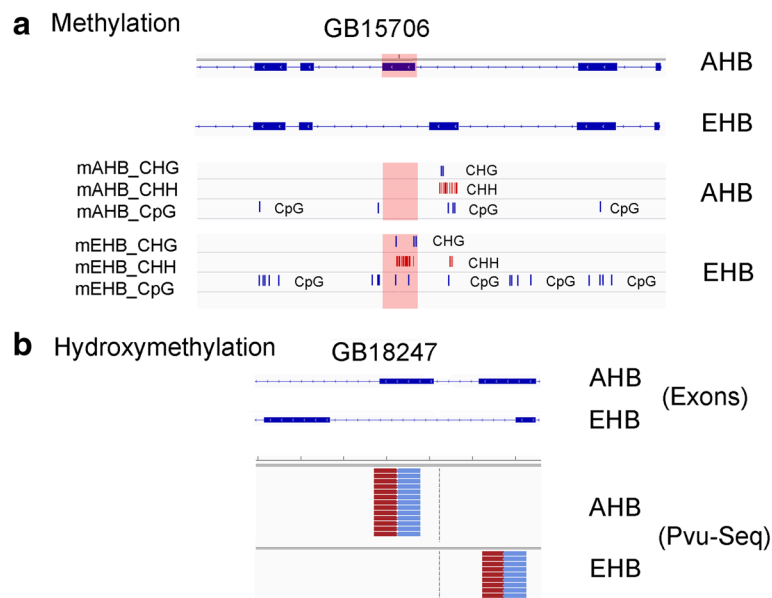 a Methylation
GB15706
AHB
EHB
mAHB_CHG CHG
mAHB_CHH CHH AHB
mAHB_CpG CpG CpG CpG
mEHB_CHG CHG
mEHB_CHH CHH EHB
mEHB_CpG CpG CpG CpG CpG
b Hydroxymethylation
GB18247
AHB
(Exons)
EHB
AHB
(Pvu-Seq)
EHB